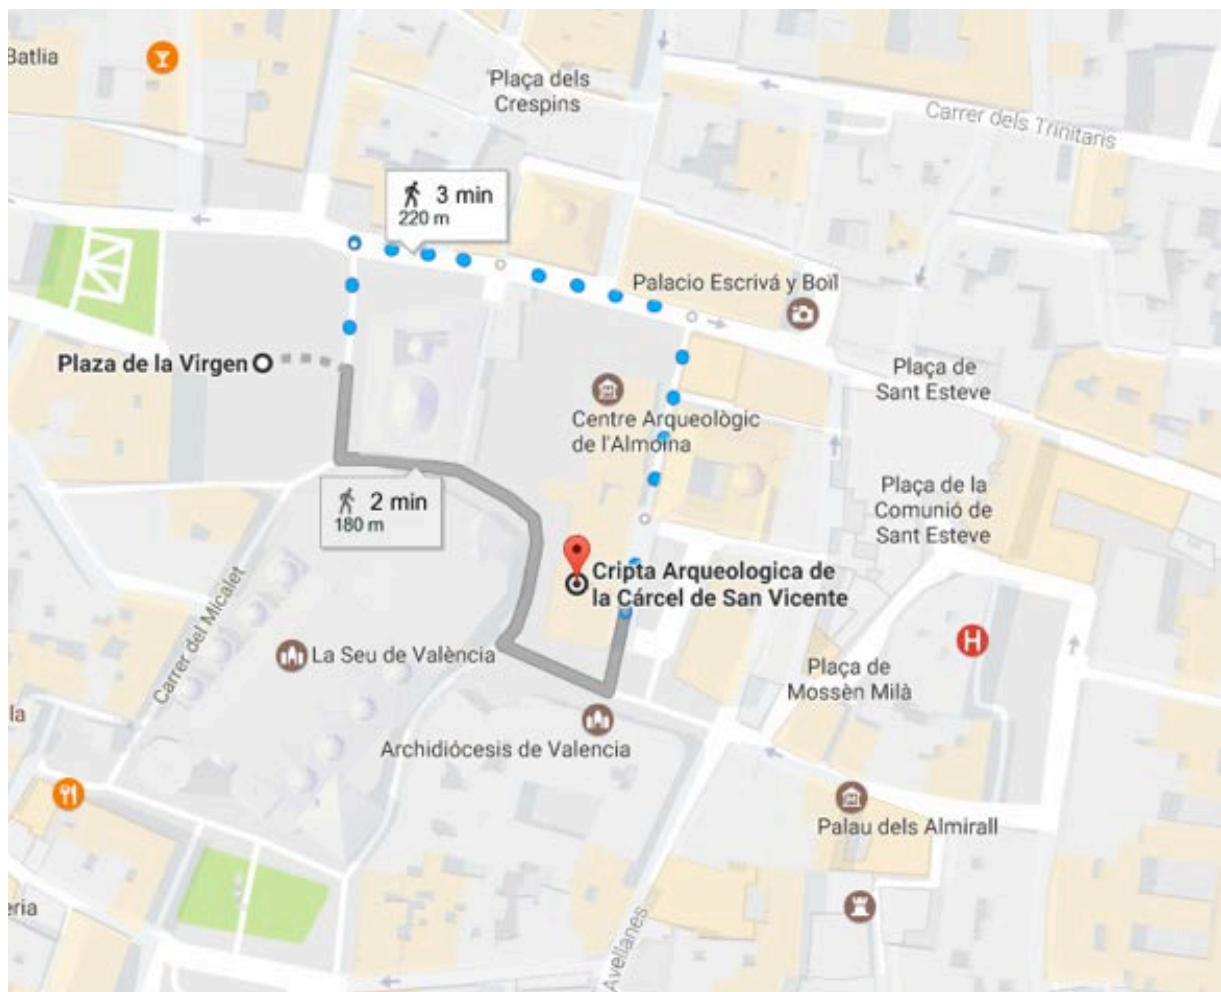 Batlia
Plaça dels
Crespins
Carrer dels Trinitaris
3 min
220 m
Palacio Escrivá y Boïl
Plaza de la Virgen
Plaça de
Sant Esteve
Centre Arqueològic
de l'Almoina
2 min
180 m
Plaça de la
Comunió de
Sant Esteve
Cripta Arqueologica de
la Cárcel de San Vicente
Carrer del Micalet
La Seu de València
H
Plaça de
Mossèn Milà
la
Archidiócesis de Valencia
Palau dels Almirall
eria
Avellanes